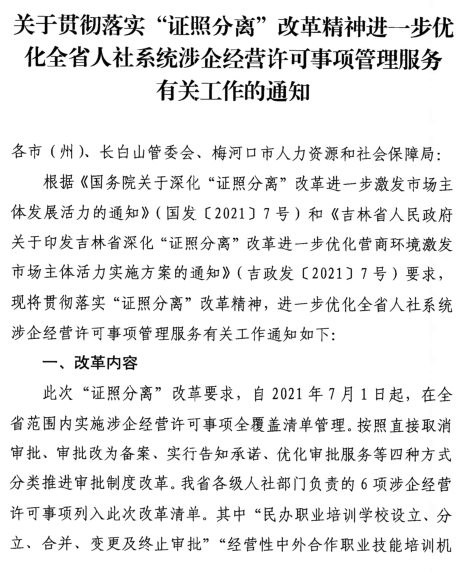 关于贯彻落实“证照分离”改革精神进一步优
化全省人社系统涉企经营许可事项管理服务
有关工作的通知
各市（州）、长白山管委会、梅河口市人力资源和社会保障局：
根据《国务院关于深化“证照分离”改革进一步激发市场主
体发展活力的通知》（国发〔2021〕7号）和《吉林省人民政府
关于印发吉林省深化“证照分离”改革进一步优化营商环境激发
市场主体活力实施方案的通知》（吉政发〔2021〕7号）要求，
现将贯彻落实“证照分离”改革精神，进一步优化全省人社系统
涉企经营许可事项管理服务有关工作通知如下：
一、改革内容
此次“证照分离”改革要求，自2021年7月1日起，在全
省范围内实施涉企经营许可事项全覆盖清单管理。按照直接取消
审批、审批改为备案、实行告知承诺、优化审批服务等四种方式
分类推进审批制度改革。我省各级人社部门负责的6项涉企经营
许可事项列入此次改革清单。其中“民办职业培训学校设立、分
立、合并、变更及终止审批”“经营性中外合作职业技能培训机